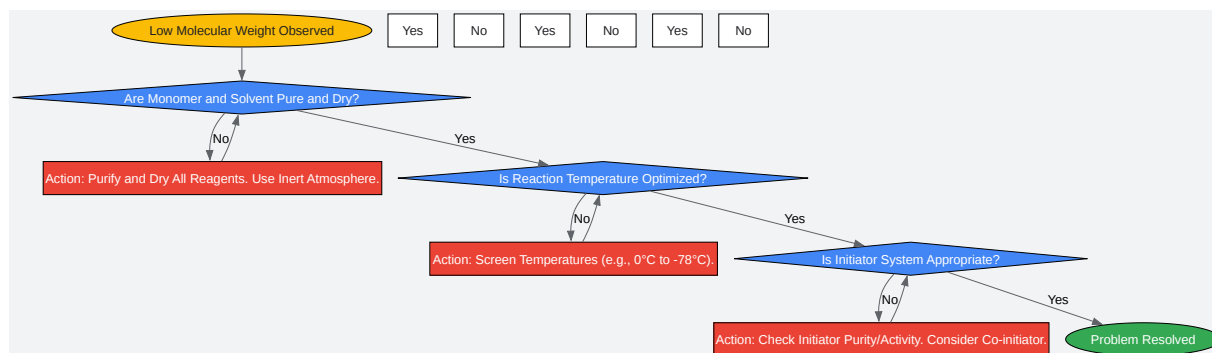 Low Molecular Weight Observed
Yes
No
Yes
No
Yes
No
Are Monomer and Solvent Pure and Dry?
No
Yes
Action: Purify and Dry All Reagents. Use Inert Atmosphere.
Is Reaction Temperature Optimized?
No
Yes
Action: Screen Temperatures (e.g., 0°C to -78°C).
Is Initiator System Appropriate?
No
Yes
Action: Check Initiator Purity/Activity. Consider Co-initiator.
Problem Resolved